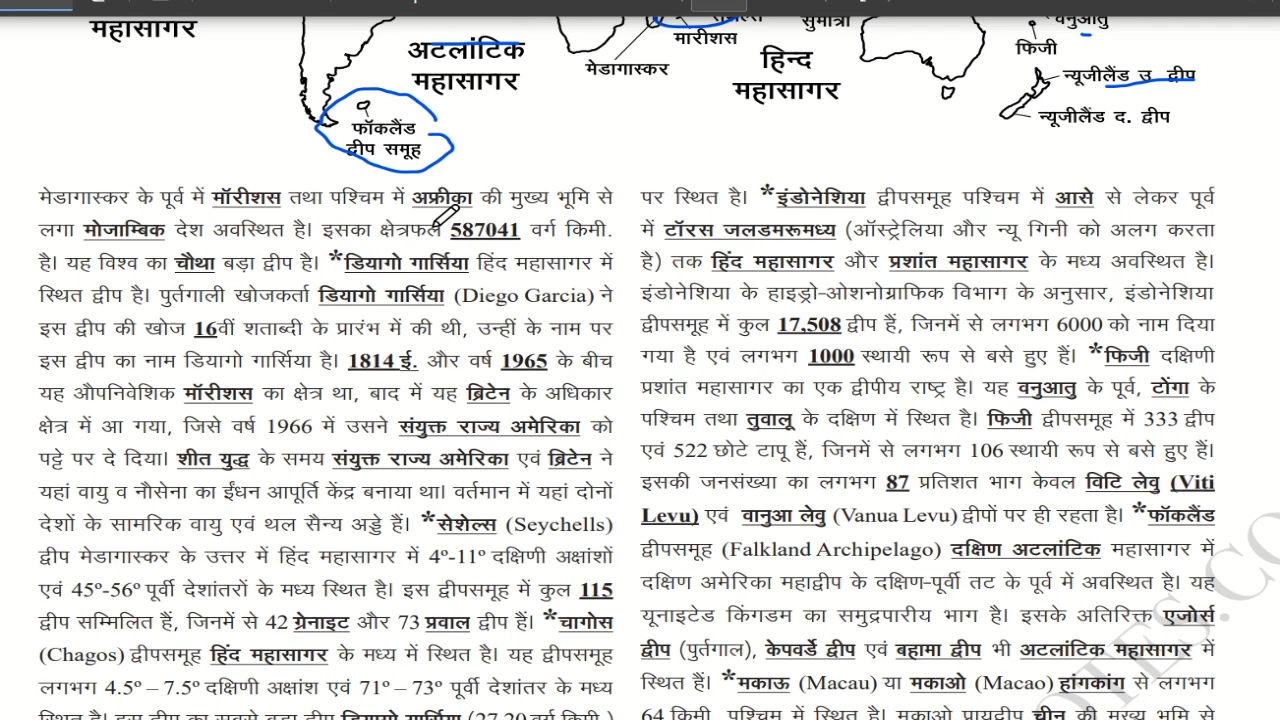 महासागर
अटलांटिक
महासागर
फॉकलैंड
द्वीप समूह
मारीशस
मेडागास्कर
सुमात्रा
हिन्द
महासागर
वनुआतु
फिजी
न्यूजीलैंड उ. द्वीप
न्यूजीलैंड द. द्वीप
मेडागास्कर के पूर्व में मॉरीशस तथा पश्चिम में अफ्रीका की मुख्य भूमि से
लगा मोजाम्बिक देश अवस्थित है। इसका क्षेत्रफल 587041 वर्ग किमी.
है। यह विश्व का चौथा बड़ा द्वीप है। *डियागो गार्सिया हिंद महासागर में
स्थित द्वीप है। पुर्तगाली खोजकर्ता डियागो गार्सिया (Diego Garcia) ने
इस द्वीप की खोज 16वीं शताब्दी के प्रारंभ में की थी, उन्हीं के नाम पर
इस द्वीप का नाम डियागो गार्सिया है। 1814 ई. और वर्ष 1965 के बीच
यह औपनिवेशिक मॉरीशस का क्षेत्र था, बाद में यह ब्रिटेन के अधिकार
क्षेत्र में आ गया, जिसे वर्ष 1966 में उसने संयुक्त राज्य अमेरिका को
पट्टे पर दे दिया। शीत युद्ध के समय संयुक्त राज्य अमेरिका एवं ब्रिटेन ने
यहां वायु व नौसेना का ईंधन आपूर्ति केंद्र बनाया था। वर्तमान में यहां दोनों
देशों के सामरिक वायु एवं थल सैन्य अड्डे हैं। *सेशेल्स (Seychells)
द्वीप मेडागास्कर के उत्तर में हिंद महासागर में 4º-11º दक्षिणी अक्षांशों
एवं 45º-56º पूर्वी देशांतरों के मध्य स्थित है। इस द्वीपसमूह में कुल 115
द्वीप सम्मिलित हैं, जिनमें से 42 ग्रेनाइट और 73 प्रवाल द्वीप हैं। *चागोस
(Chagos) द्वीपसमूह हिंद महासागर के मध्य में स्थित है। यह द्वीपसमूह
लगभग 4.5º – 7.5º दक्षिणी अक्षांश एवं 71º – 73º पूर्वी देशांतर के मध्य
स्थित है। इस द्वीप का सबसे बड़ा द्वीप डियागो गार्सिया (27.20 वर्ग किमी.)
पर स्थित है। *इंडोनेशिया द्वीपसमूह पश्चिम में आसे से लेकर पूर्व
में टॉरस जलडमरूमध्य (ऑस्ट्रेलिया और न्यू गिनी को अलग करता
है) तक हिंद महासागर और प्रशांत महासागर के मध्य अवस्थित है।
इंडोनेशिया के हाइड्रो-ओशनोग्राफिक विभाग के अनुसार, इंडोनेशिया
द्वीपसमूह में कुल 17,508 द्वीप हैं, जिनमें से लगभग 6000 को नाम दिया
गया है एवं लगभग 1000 स्थायी रूप से बसे हुए हैं। *फिजी दक्षिणी
प्रशांत महासागर का एक द्वीपीय राष्ट्र है। यह वनुआतु के पूर्व, टोंगा के
पश्चिम तथा तुवालू के दक्षिण में स्थित है। फिजी द्वीपसमूह में 333 द्वीप
एवं 522 छोटे टापू हैं, जिनमें से लगभग 106 स्थायी रूप से बसे हुए हैं।
इसकी जनसंख्या का लगभग 87 प्रतिशत भाग केवल विटि लेवु (Viti
Levu) एवं वानुआ लेवु (Vanua Levu) द्वीपों पर ही रहता है। *फॉकलैंड
द्वीपसमूह (Falkland Archipelago) दक्षिण अटलांटिक महासागर में
दक्षिण अमेरिका महाद्वीप के दक्षिण-पूर्वी तट के पूर्व में अवस्थित है। यह
यूनाइटेड किंगडम का समुद्रपारीय भाग है। इसके अतिरिक्त एजोर्स
द्वीप (पुर्तगाल), केपवर्डे द्वीप एवं बहामा द्वीप भी अटलांटिक महासागर में
स्थित हैं। *मकाऊ (Macau) या मकाओ (Macao) हांगकांग से लगभग
64 किमी. पश्चिम में स्थित है। मकाओ प्रायद्वीप चीन की मुख्य भूमि से